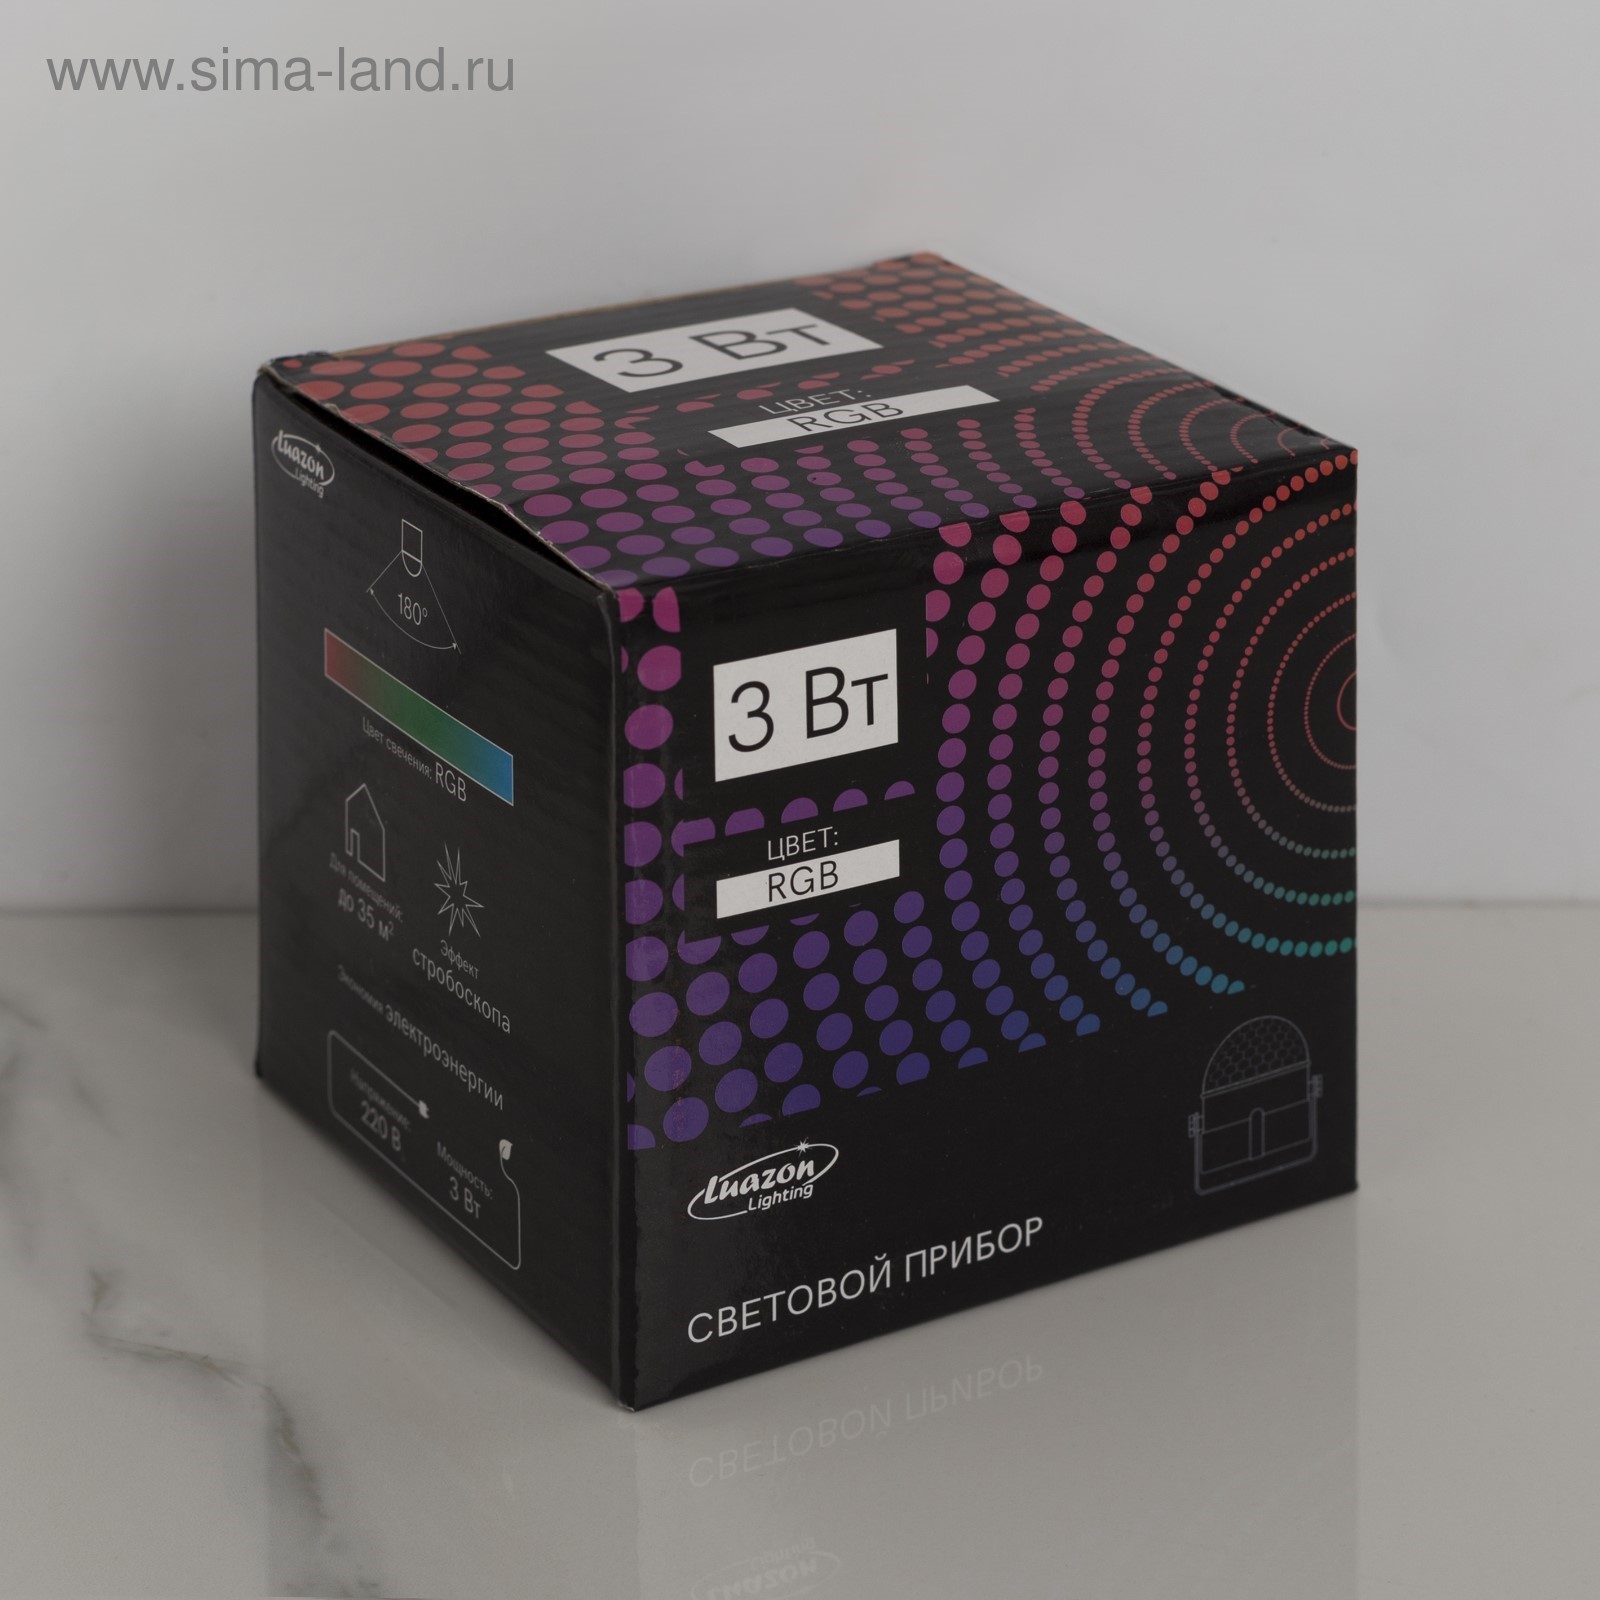 www.sima-land.ru
3 Вт
ЦВЕТ:
RGB
Luazon
Lighting
180°
Цвет свечения: RGB
Для помещений:
до 35 м²
Эффект
стробоскопа
Экономия электроэнергии
Напряжение:
220 В
Мощность:
3 Вт
3 Вт
ЦВЕТ:
RGB
Luazon
Lighting
СВЕТОВОЙ ПРИБОР